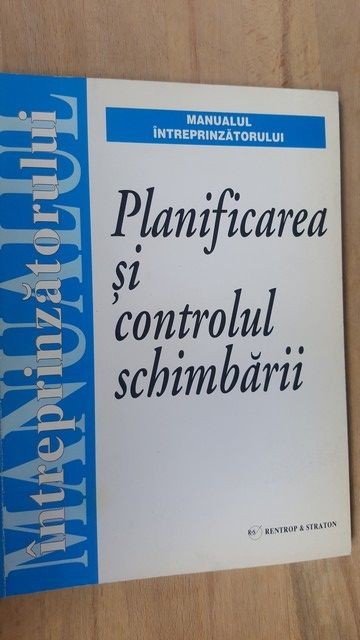 MANUALUL
ÎNTREPRINZĂTORULUI
Planificarea
și
controlul
schimbării
MANUALUL
întreprinzătorului
R&S RENTROP & STRATON